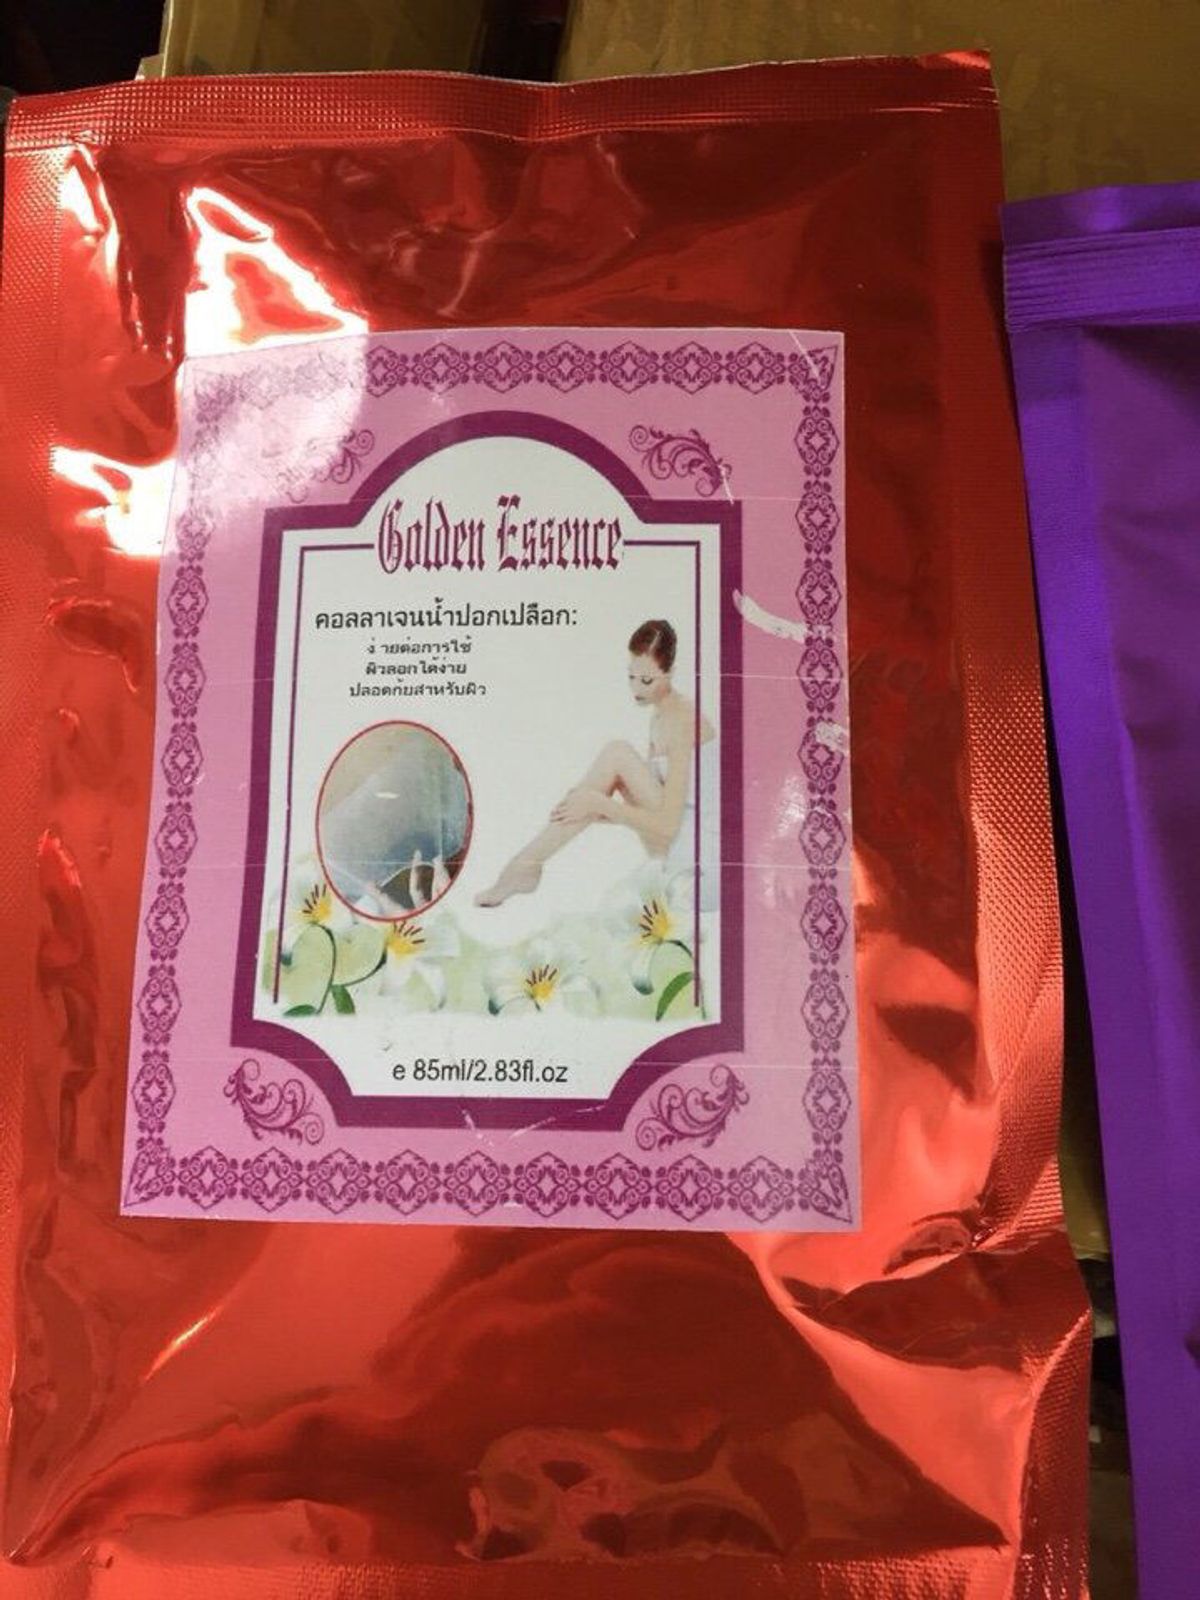 Golden Essence
คอลลาเจนน้ำปอกเปลือก:
ง่ายต่อการใช้
ผิวลอกได้ง่าย
ปลอดภัยสำหรับผิว
e 85ml/2.83fl.oz